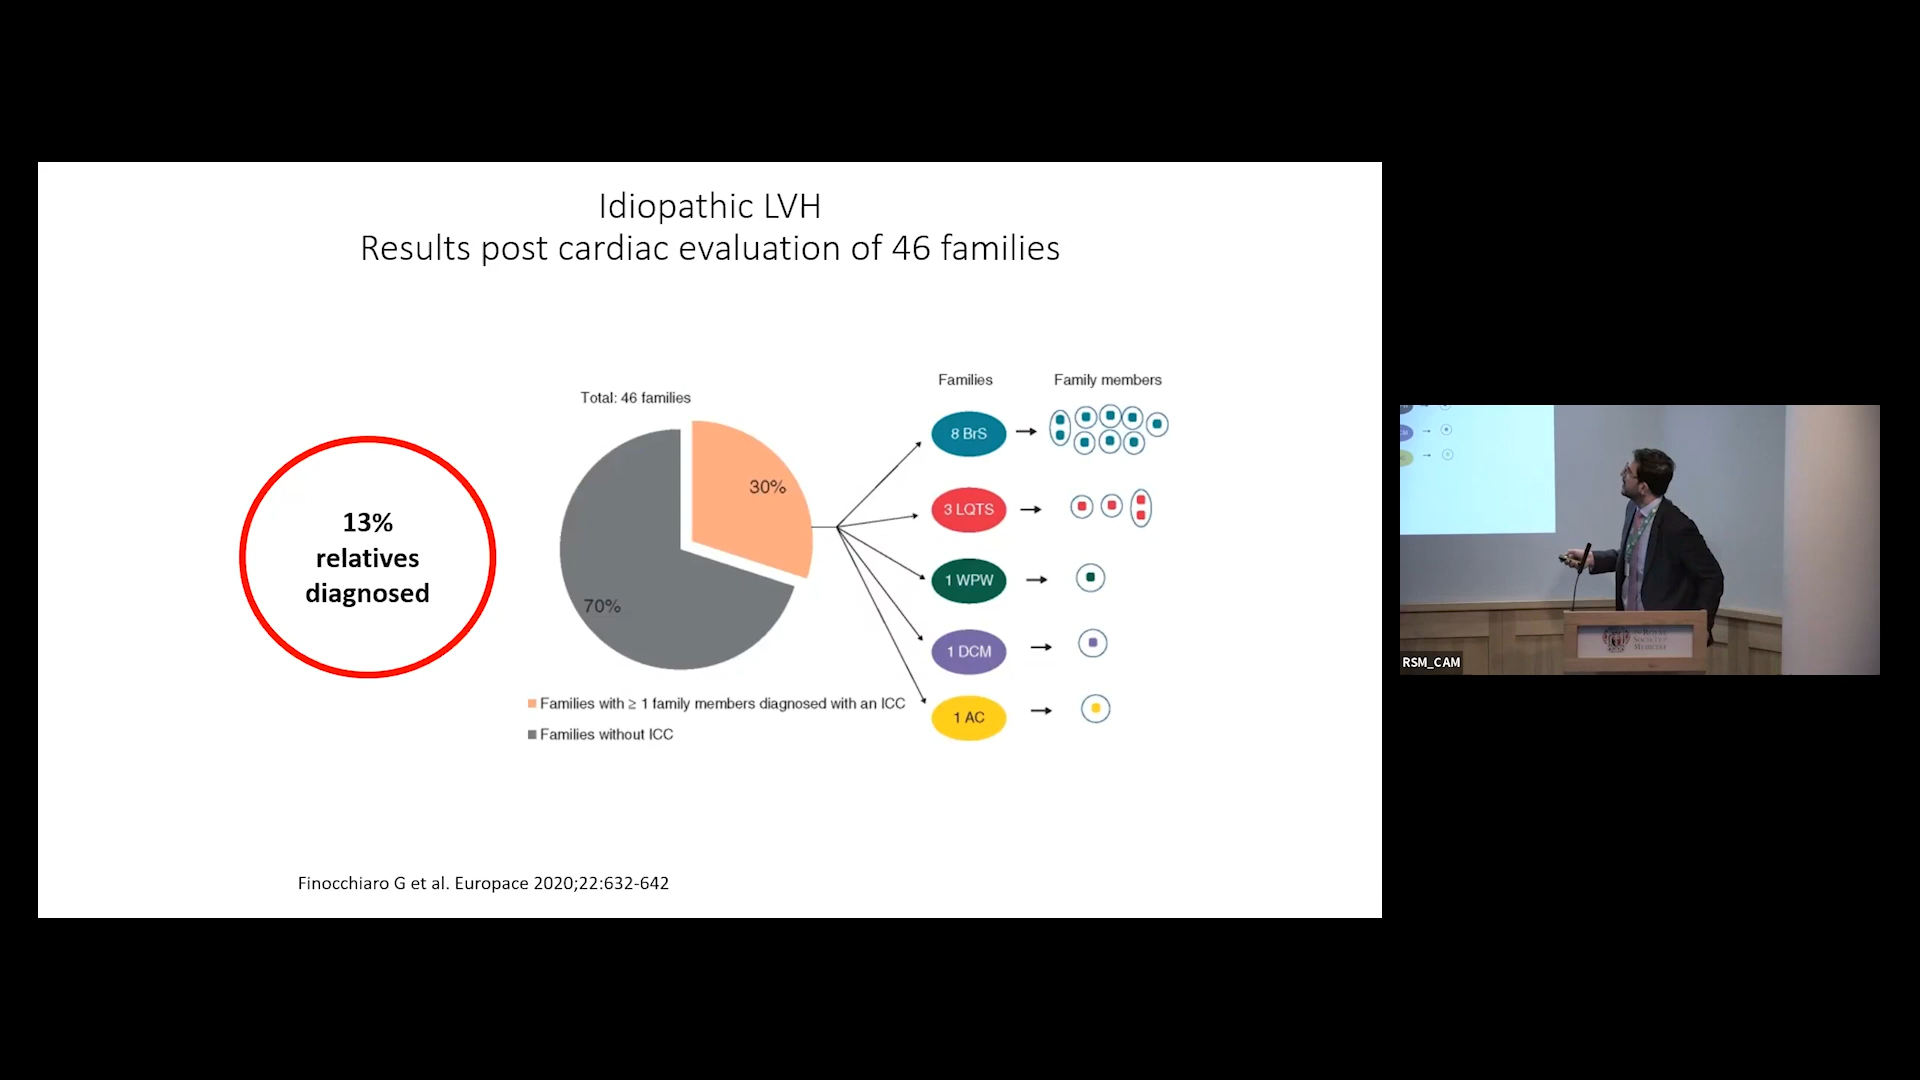 Idiopathic LVH
Results post cardiac evaluation of 46 families
Families
Family members
Total: 46 families
8 BrS
30%
3 LQTS
13%
relatives
diagnosed
1 WPW
70%
1 DCM
Families with ≥ 1 family members diagnosed with an ICC
1 AC
Families without ICC
Finocchiaro G et al. Europace 2020;22:632-642
RSM_CAM